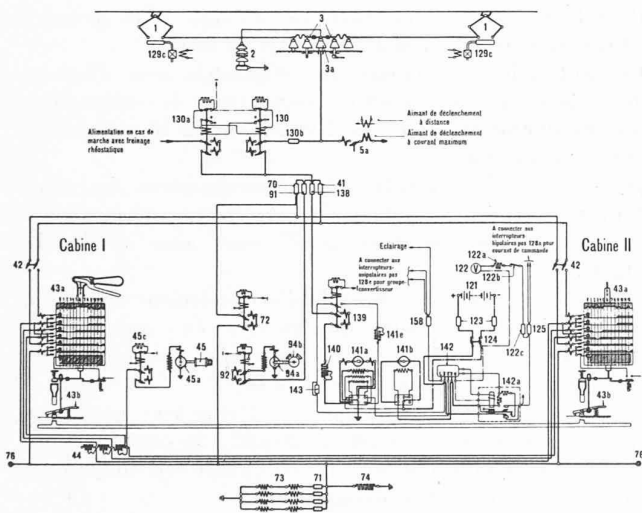 3
1
1
2
129c
129c
3a
130a
130
Aimant de déclenchement
à distance
Alimentation en cas de
marche avec freinage
rhéostatique
130b
Aimant de déclenchement
à courant maximum
5a
70
91
41
138
A connecter aux
interrupteurs
bipolaires pos 128a pour
courant de commande
Eclairage
42
Cabine I
A connecter aux
interrupteurs-
unipolaires pos
128e pour groupe-
convertisseur
122a
122
V
122b
42
Cabine II
43a
43a
121
72
139
158
123
124
125
122c
45c
45
94b
141e
140
141a
141b
142
45a
92
94a
143
142a
43b
43b
44
76
76
73
71
74